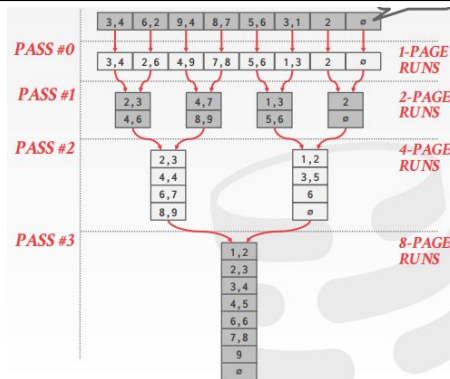 3,4 6,2 9,4 8,7 5,6 3,1 2 ø
PASS #0
1-PAGE
RUNS
3,4 2,6 4,9 7,8 5,6 1,3 2 ø
PASS #1
2-PAGE
RUNS
2,3 4,7 1,3 2
4,6 8,9 5,6 ø
PASS #2
4-PAGE
RUNS
2,3 1,2
4,4 3,5
6,7 6
8,9 ø
PASS #3
8-PAGE
RUNS
1,2
2,3
3,4
4,5
6,6
7,8
9
ø